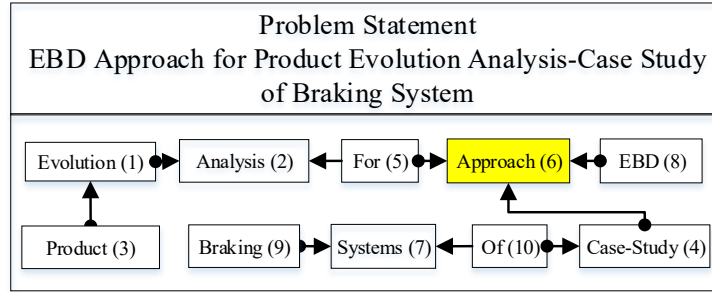 Problem Statement
EBD Approach for Product Evolution Analysis-Case Study
of Braking System
Evolution (1) Analysis (2) For (5) Approach (6) EBD (8)
Product (3) Braking (9) Systems (7) Of (10) Case-Study (4)